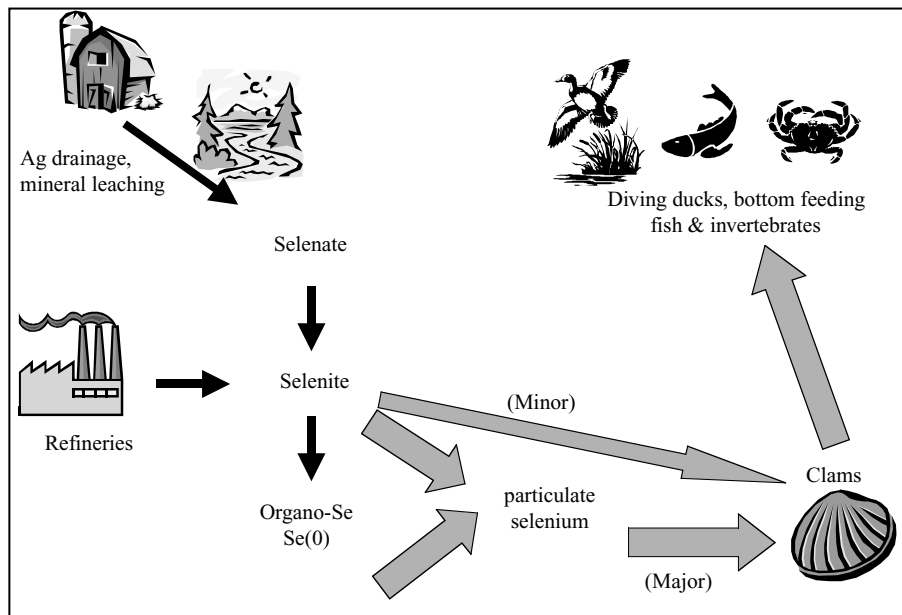 Ag drainage,
mineral leaching
Diving ducks, bottom feeding
fish & invertebrates
Selenate
Selenite
(Minor)
Refineries
Clams
Organo-Se
Se(0)
particulate
selenium
(Major)